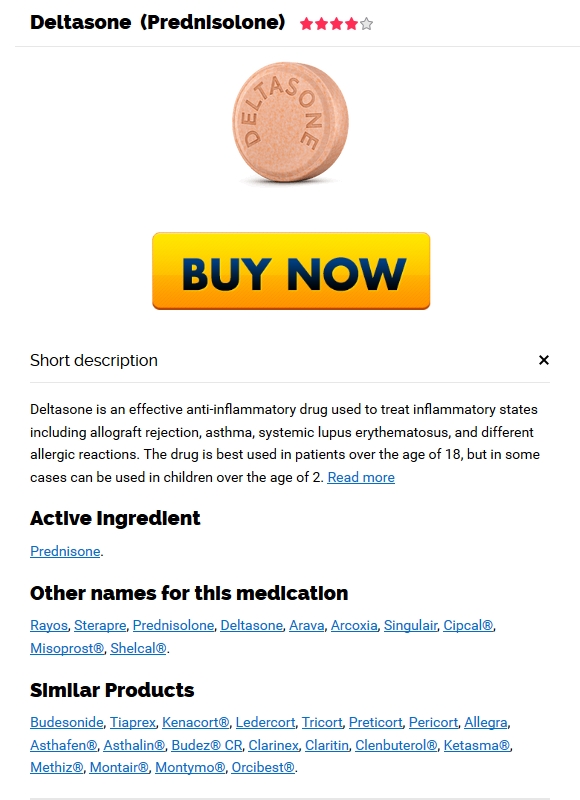 Deltasone (Prednisolone)
DELTASONE
BUY NOW
Short description
Deltasone is an effective anti-inflammatory drug used to treat inflammatory states
including allograft rejection, asthma, systemic lupus erythematosus, and different
allergic reactions. The drug is best used in patients over the age of 18, but in some
cases can be used in children over the age of 2. Read more
Active Ingredient
Prednisone.
Other names for this medication
Rayos, Sterapre, Prednisolone, Deltasone, Arava, Arcoxia, Singulair, Cipcal®,
Misoprost®, Shelcal®.
Similar Products
Budesonide, Tiaprex, Kenacort®, Ledercort, Tricort, Preticort, Pericort, Allegra,
Asthafen®, Asthalin®, Budez® CR, Clarinex, Claritin, Clenbuterol®, Ketasma®,
Methiz®, Montair®, Montymo®, Orcibest®.